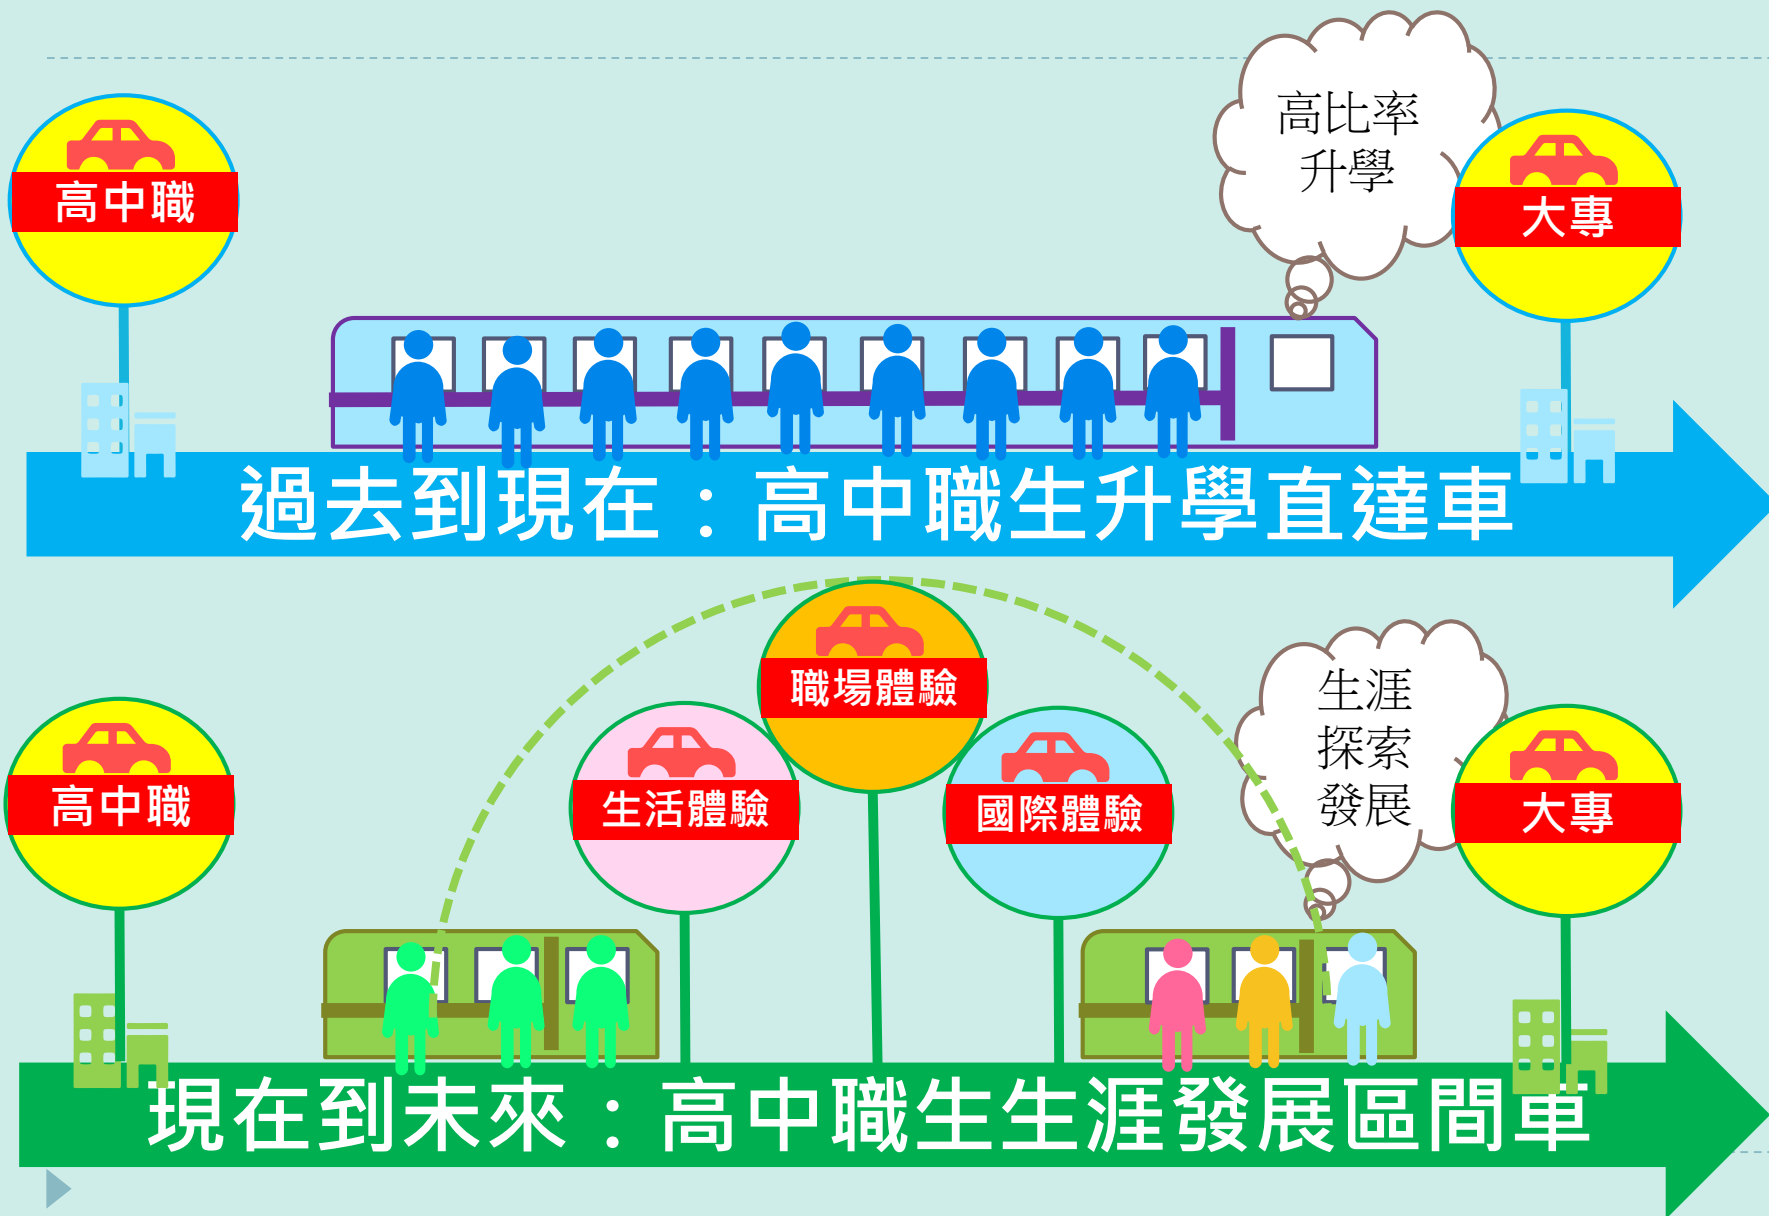 高比率
升學
高中職
大專
過去到現在：高中職生升學直達車
職場體驗
生涯
探索
發展
高中職
生活體驗
國際體驗
大專
現在到未來：高中職生生涯發展區間車